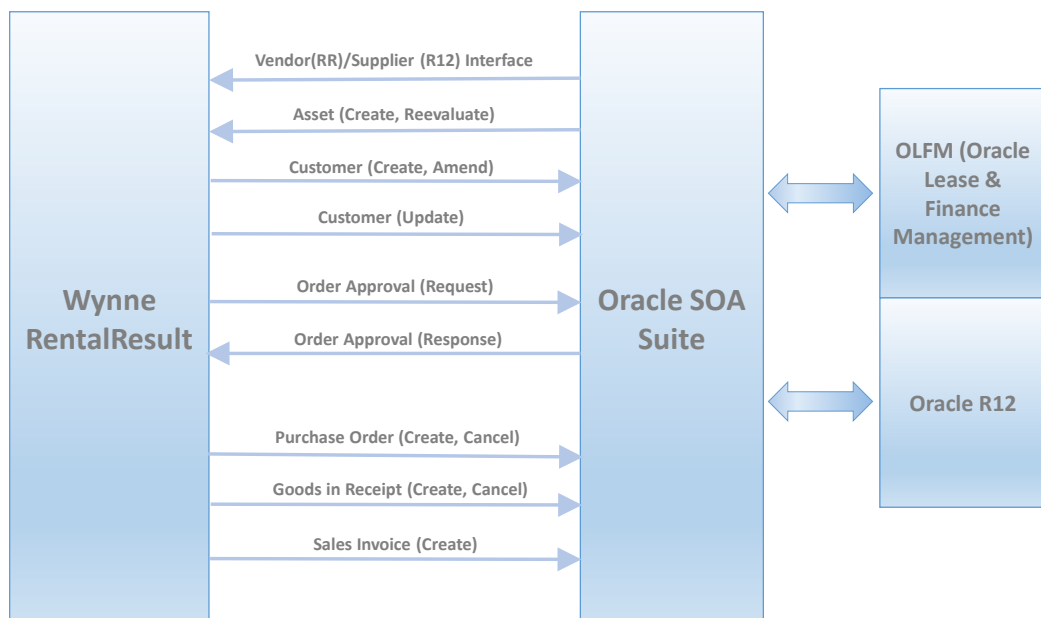 Vendor(RR)/Supplier (R12) Interface
Asset (Create, Reevaluate)
Customer (Create, Amend)
Customer (Update)
Order Approval (Request)
Order Approval (Response)
Purchase Order (Create, Cancel)
Goods in Receipt (Create, Cancel)
Sales Invoice (Create)
Wynne
RentalResult
Oracle SOA
Suite
OLFM (Oracle
Lease &
Finance
Management)
Oracle R12